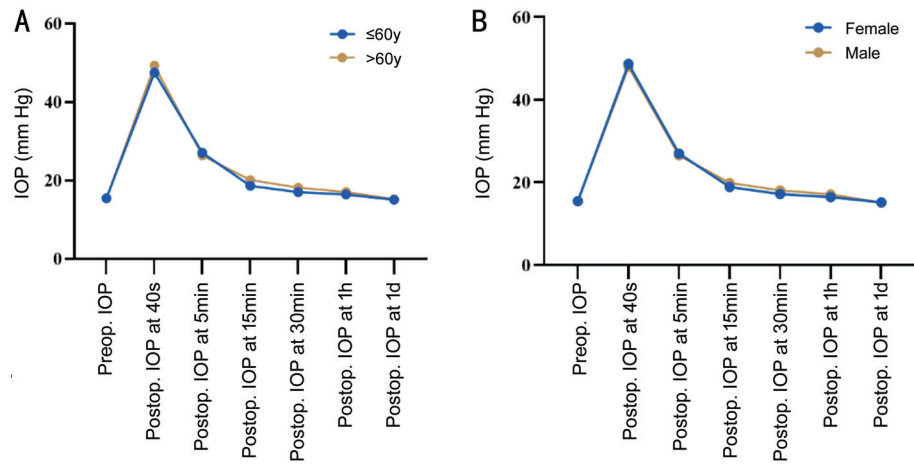 A
60
40
20
0
IOP (mm Hg)
≤60y
>60y
Preop. IOP
Postop. IOP at 40s
Postop. IOP at 5min
Postop. IOP at 15min
Postop. IOP at 30min
Postop. IOP at 1h
Postop. IOP at 1d
B
60
40
20
0
IOP (mm Hg)
Female
Male
Preop. IOP
Postop. IOP at 40s
Postop. IOP at 5min
Postop. IOP at 15min
Postop. IOP at 30min
Postop. IOP at 1h
Postop. IOP at 1d